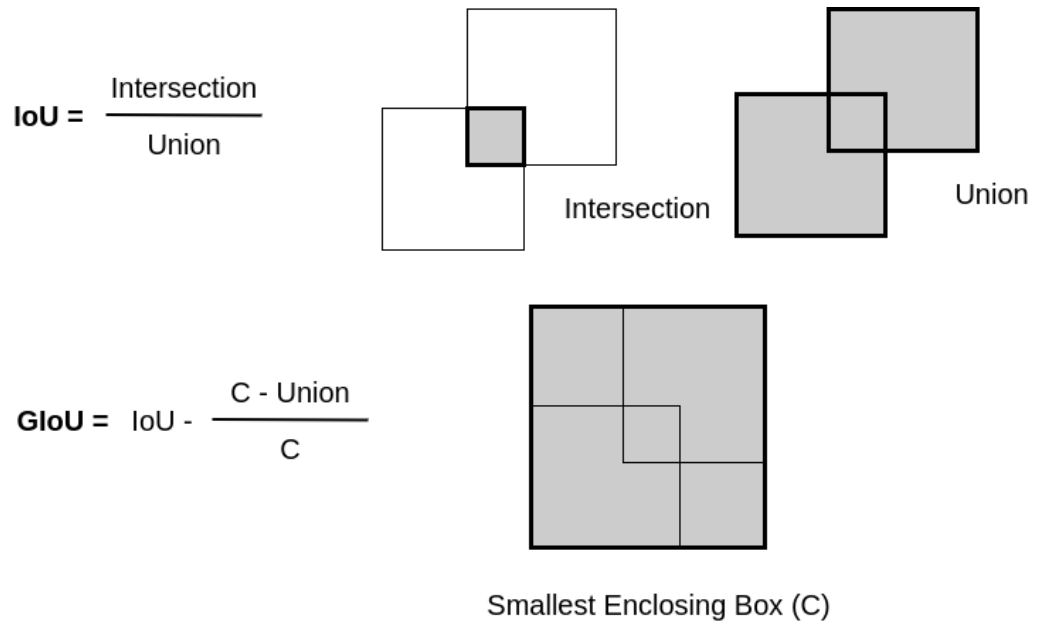 IoU = Intersection
Union
Intersection
Union
GIoU = IoU - C - Union
C
Smallest Enclosing Box (C)